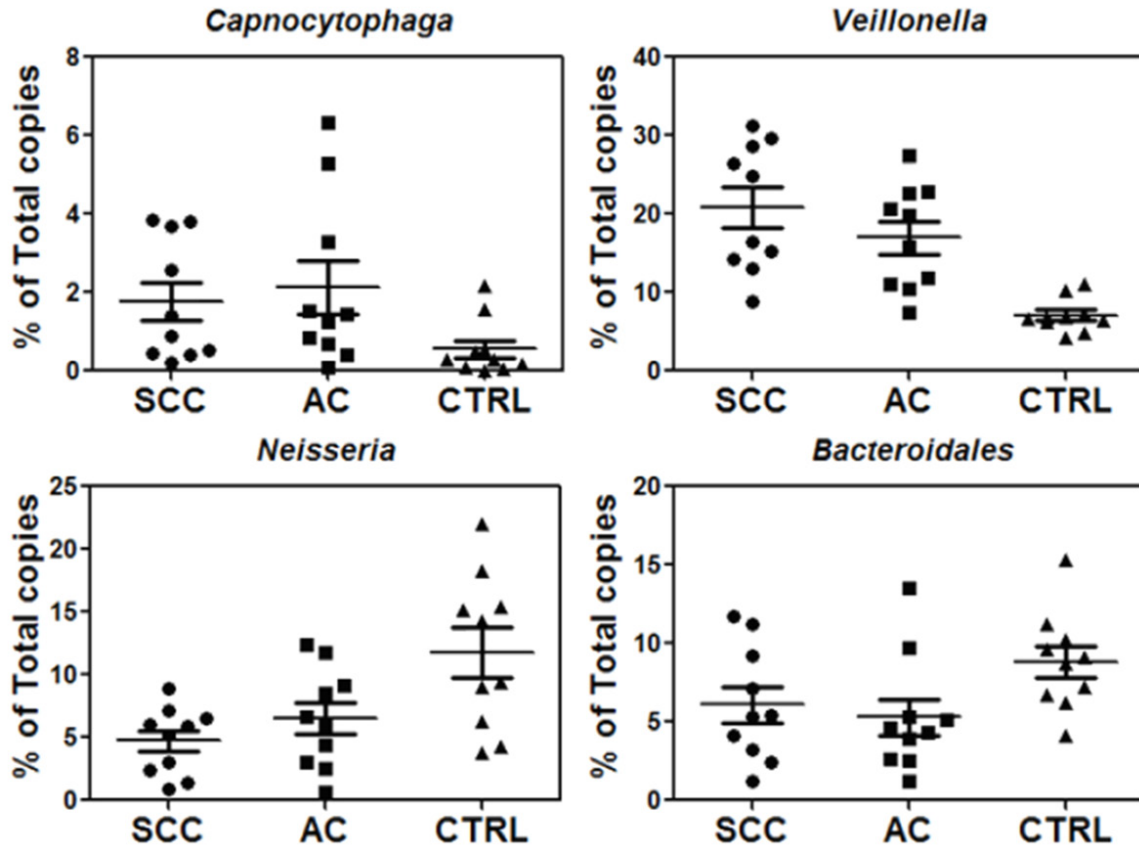 Capnocytophaga
% of Total copies
8
6
4
2
0
SCC AC CTRL
Veillonella
% of Total copies
40
30
20
10
0
SCC AC CTRL
Neisseria
% of Total copies
25
20
15
10
5
0
SCC AC CTRL
Bacteroidales
% of Total copies
20
15
10
5
0
SCC AC CTRL